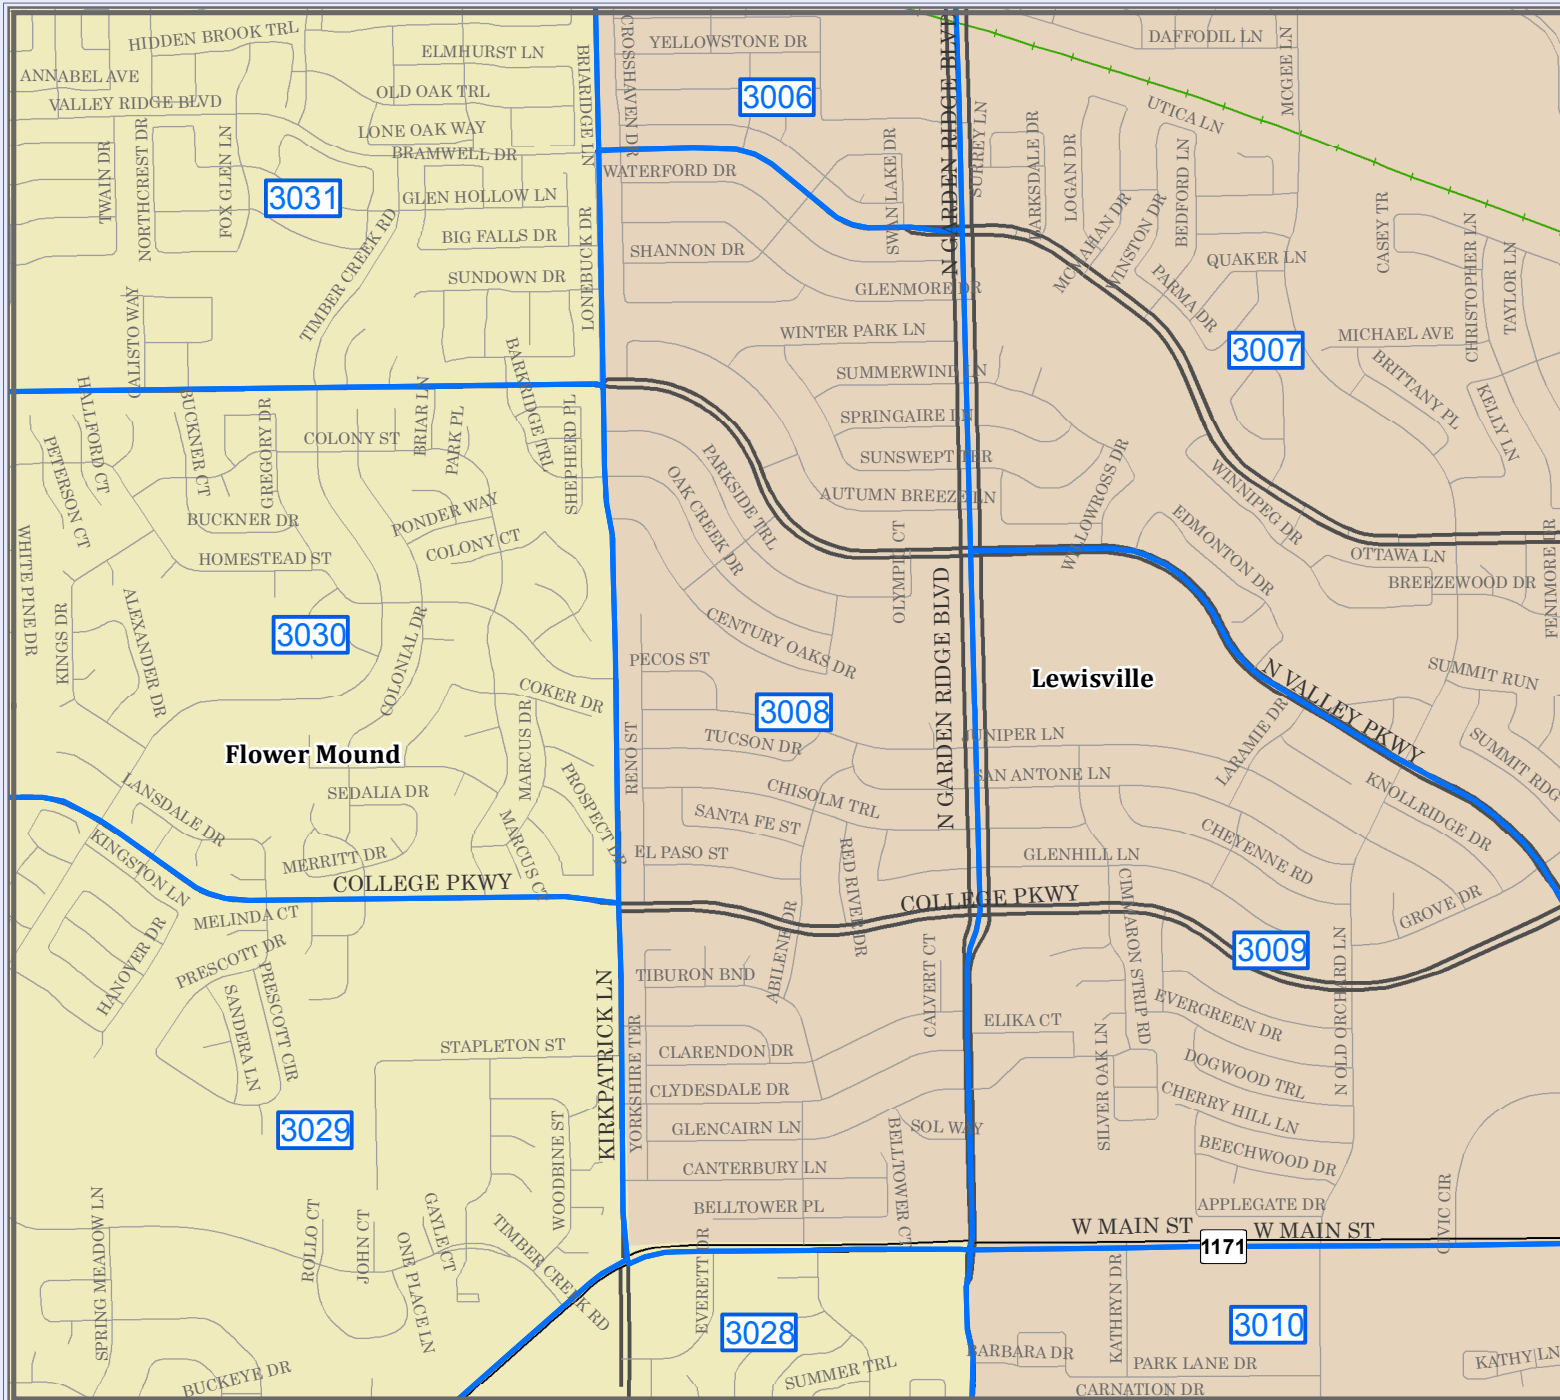 HIDDEN BROOK TRL
ELMHURST LN
ANNABEL AVE
VALLEY RIDGE BLVD
OLD OAK TRL
LONE OAK WAY
BRAMWELL DR
GLEN HOLLOW LN
BIG FALLS DR
SUNDOWN DR
TWAIN DR
NORTHCREST DR
FOX GLEN LN
3031
TIMBER CREEK RD
BRIARIDGE LN
LONEBUCK DR
CALISTO WAY
CROSSHAVEN DR
YELLOWSTONE DR
3006
WATERFORD DR
SWAN LAKE DR
SHANNON DR
GLENMORE DR
N GARDEN RIDGE BLVD
SURREY LN
BARKSDALE DR
LOGAN DR
MCMAHAN DR
WINSTON DR
BEDFORD LN
PARMA DR
QUAKER LN
DAFFODIL LN
MCGEE LN
UTICA LN
CASEY TR
CHRISTOPHER LN
TAYLOR LN
3007
MICHAEL AVE
BRITTANY PL
KELLY LN
WINTER PARK LN
SUMMERWIND LN
SPRINGAIRE LN
SUNSWEPT TER
AUTUMN BREEZE LN
HALLFORD CT
PETERSON CT
BUCKNER CT
GREGORY DR
COLONY ST
BRIAR LN
PARK PL
BARKRIDGE TRL
SHEPHERD PL
BUCKNER DR
PONDER WAY
COLONY CT
HOMESTEAD ST
WHITE PINE DR
KINGS DR
ALEXANDER DR
3030
COLONIAL DR
COKER DR
MARCUS DR
PROSPECT DR
MARCUS CT
Flower Mound
LANSDALE DR
SEDALIA DR
MERRITT DR
KINGSTON LN
COLLEGE PKWY
MELINDA CT
PRESCOTT DR
HANOVER DR
SANDERA LN
PRESCOTT CIR
PARKSIDE TRL
OAK CREEK DR
CENTURY OAKS DR
OLYMPIC CT
WILLOWROSS DR
WINNIPEG DR
EDMONTON DR
OTTAWA LN
BREEZEWOOD DR
FENIMORE DR
PECOS ST
3008
TUCSON DR
RENO ST
N GARDEN RIDGE BLVD
Lewisville
N VALLEY PKWY
SUMMIT RUN
SUMMIT RDG
JUNIPER LN
SAN ANTONE LN
LARAMIE DR
KNOLLRIDGE DR
CHISOLM TRL
SANTA FE ST
EL PASO ST
RED RIVER DR
ABILENE DR
GLENHILL LN
CHEYENNE RD
COLLEGE PKWY
CIMMARON STRIP RD
GROVE DR
3009
N OLD ORCHARD LN
TIBURON BND
CALVERT CT
ELIKA CT
EVERGREEN DR
DOGWOOD TRL
CHERRY HILL LN
BEECHWOOD DR
APPLEGATE DR
SILVER OAK LN
KIRKPATRICK LN
YORKSHIRE TER
CLARENDON DR
CLYDESDALE DR
GLENCAIRN LN
CANTERBURY LN
BELLTOWER PL
BELLTOWER CT
SOL WAY
STAPLETON ST
3029
WOODBINE ST
SPRING MEADOW LN
ROLLO CT
JOHN CT
GAYLE CT
ONE PLACE LN
TIMBER CREEK RD
BUCKEYE DR
EVERETT DR
3028
SUMMER TRL
W MAIN ST
1171
W MAIN ST
CIVIC CIR
KATHRYN DR
3010
BARBARA DR
PARK LANE DR
CARNATION DR
KATHY LN